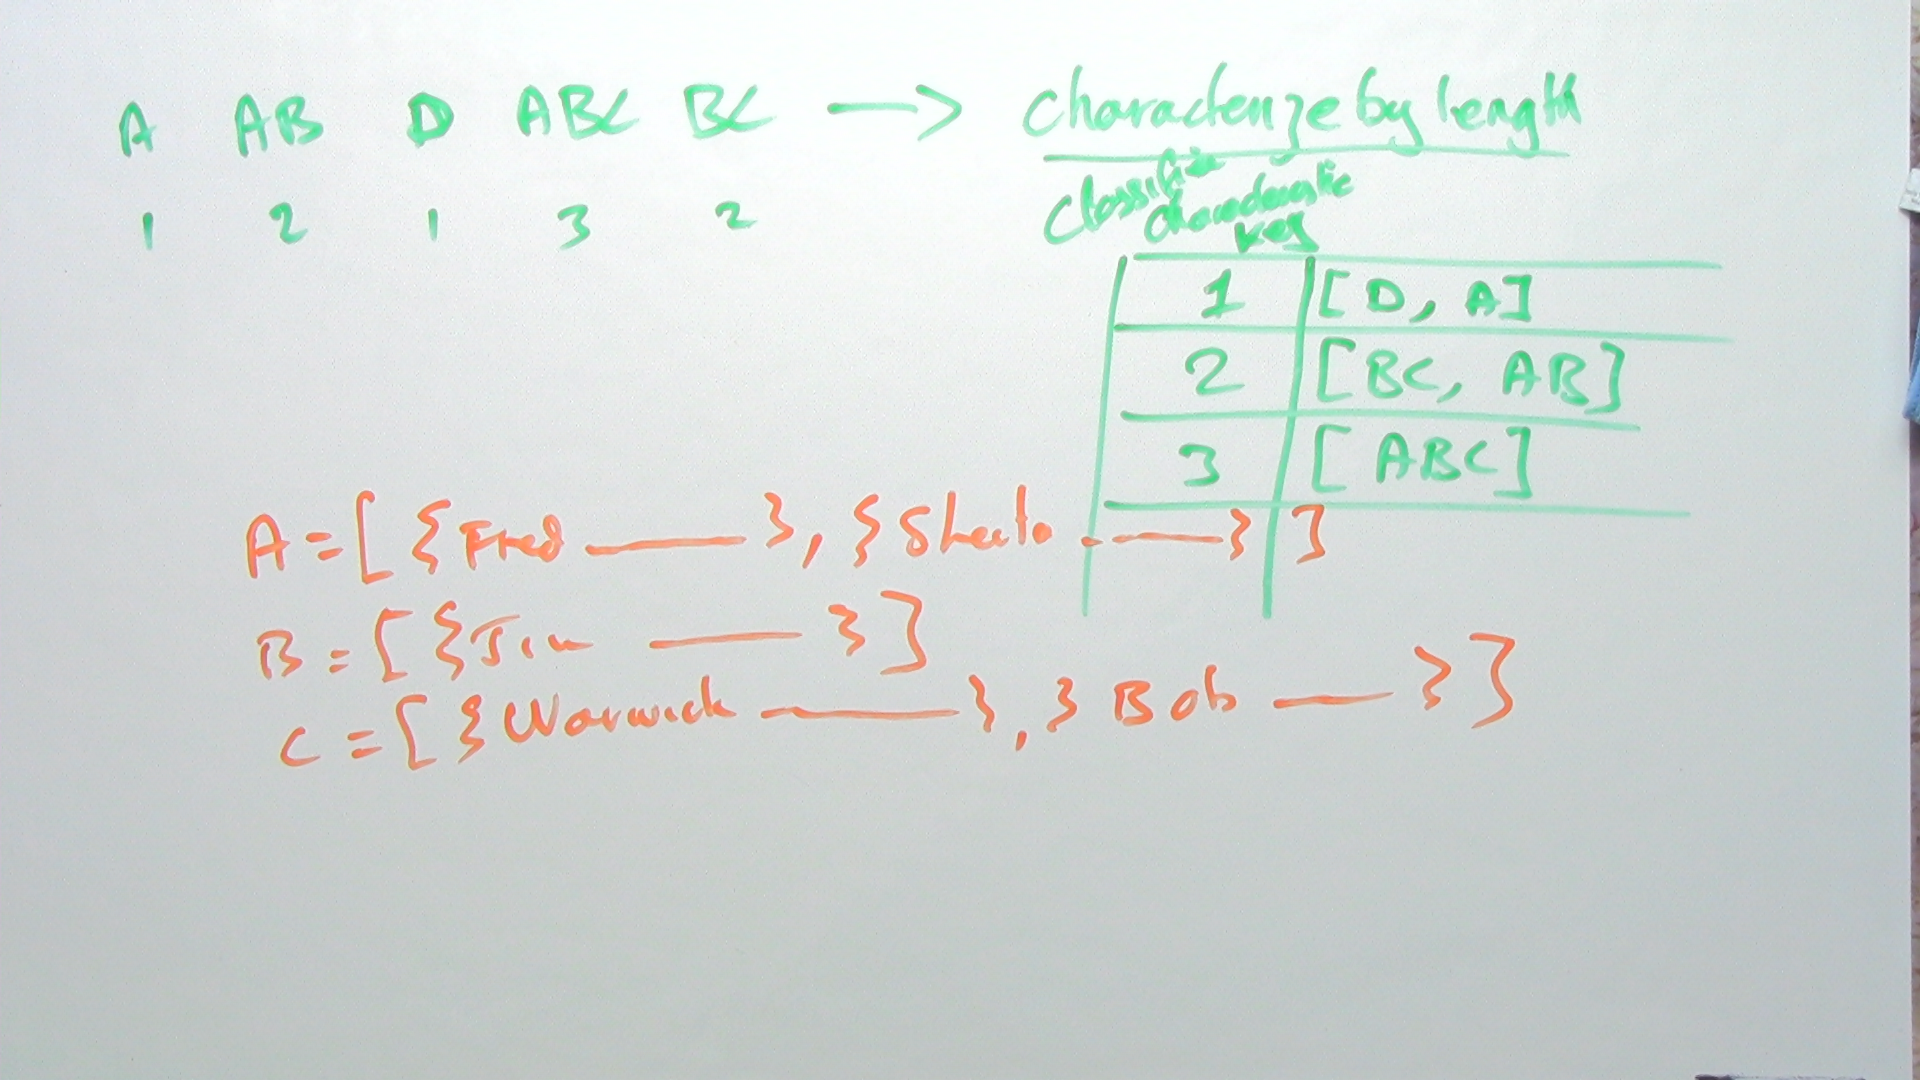 A AB D ABC BC —> characterize by length
1 2 1 3 2
Classifier
characteristic
key
1 [D, A]
2 [BC, AB]
3 [ABC]
A = [ {Fred ——— }, { Sheila ——— } ]
B = [ {Jim ——— } ]
C = [ {Warwick ——— }, { Bob —— } ]